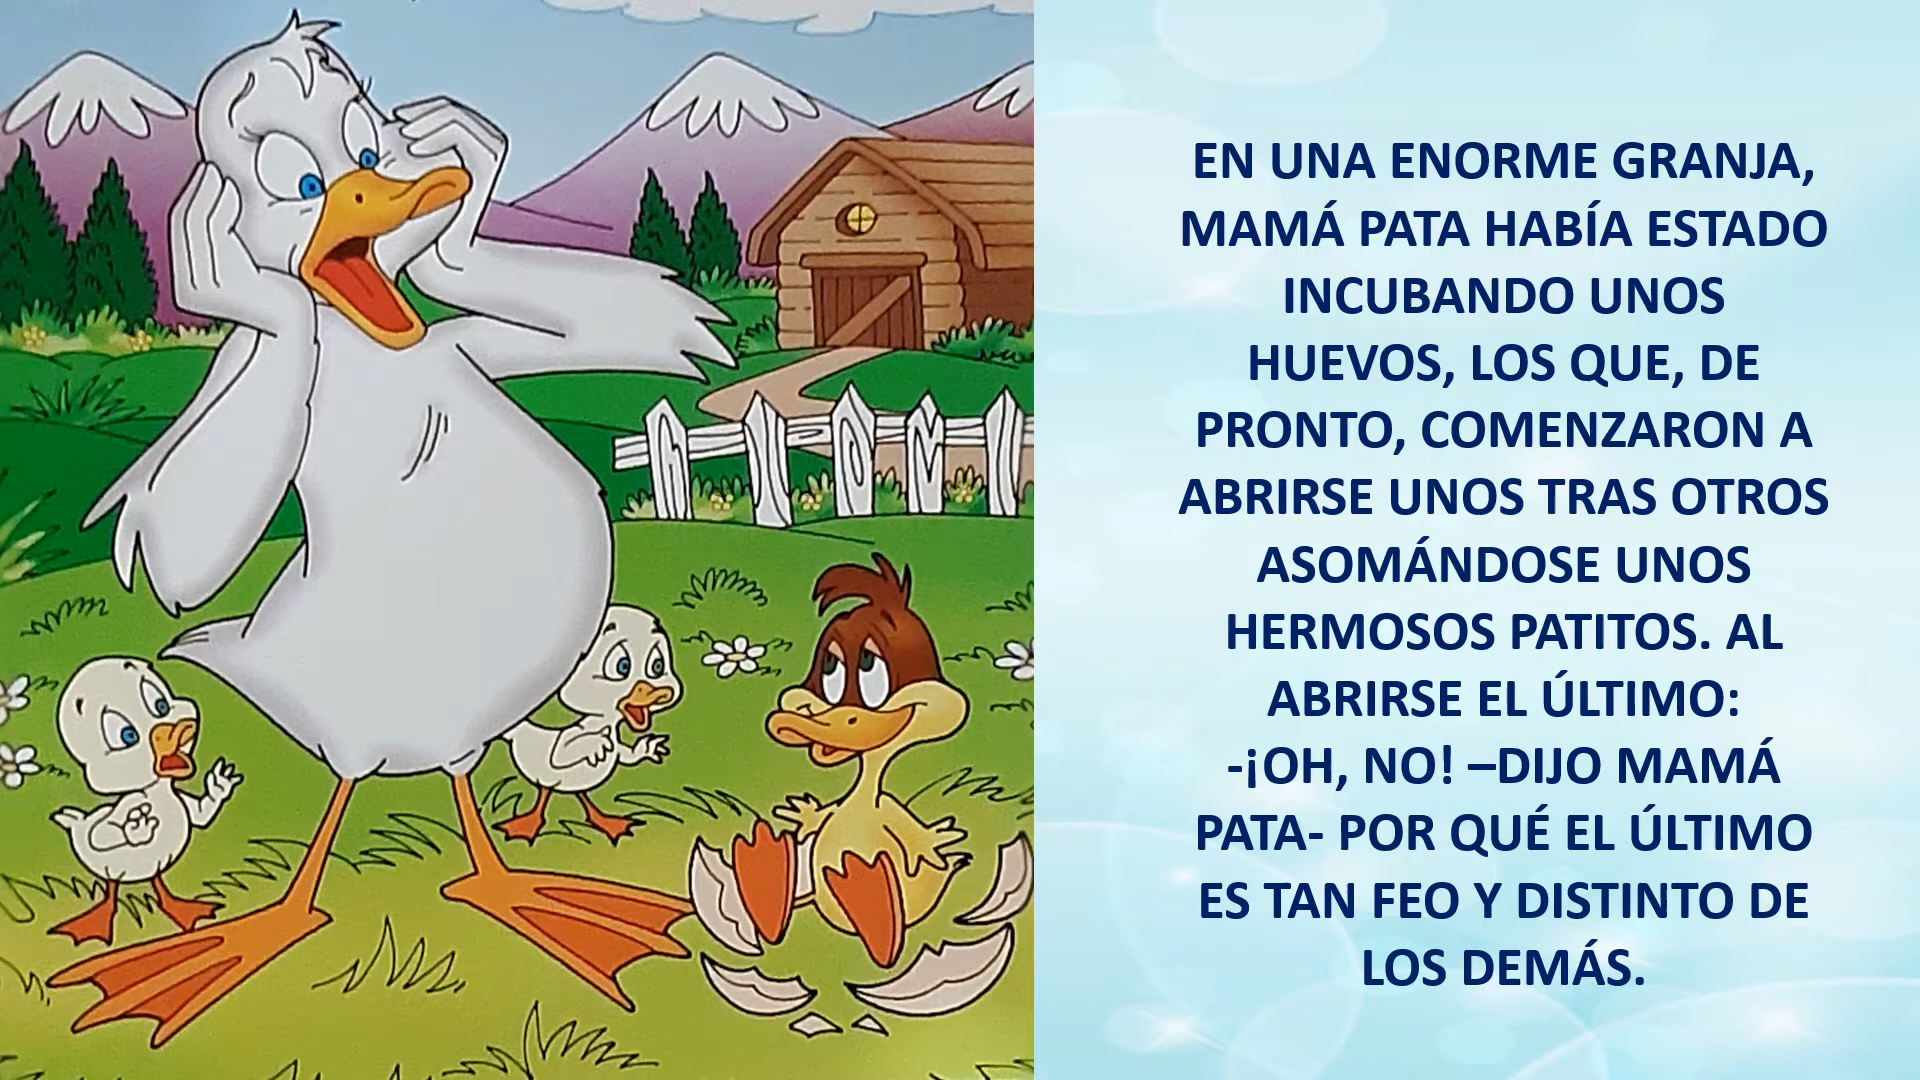 EN UNA ENORME GRANJA,
MAMÁ PATA HABÍA ESTADO
INCUBANDO UNOS
HUEVOS, LOS QUE, DE
PRONTO, COMENZARON A
ABRIRSE UNOS TRAS OTROS
ASOMÁNDOSE UNOS
HERMOSOS PATITOS. AL
ABRIRSE EL ÚLTIMO:
-¡OH, NO! –DIJO MAMÁ
PATA- POR QUÉ EL ÚLTIMO
ES TAN FEO Y DISTINTO DE
LOS DEMÁS.